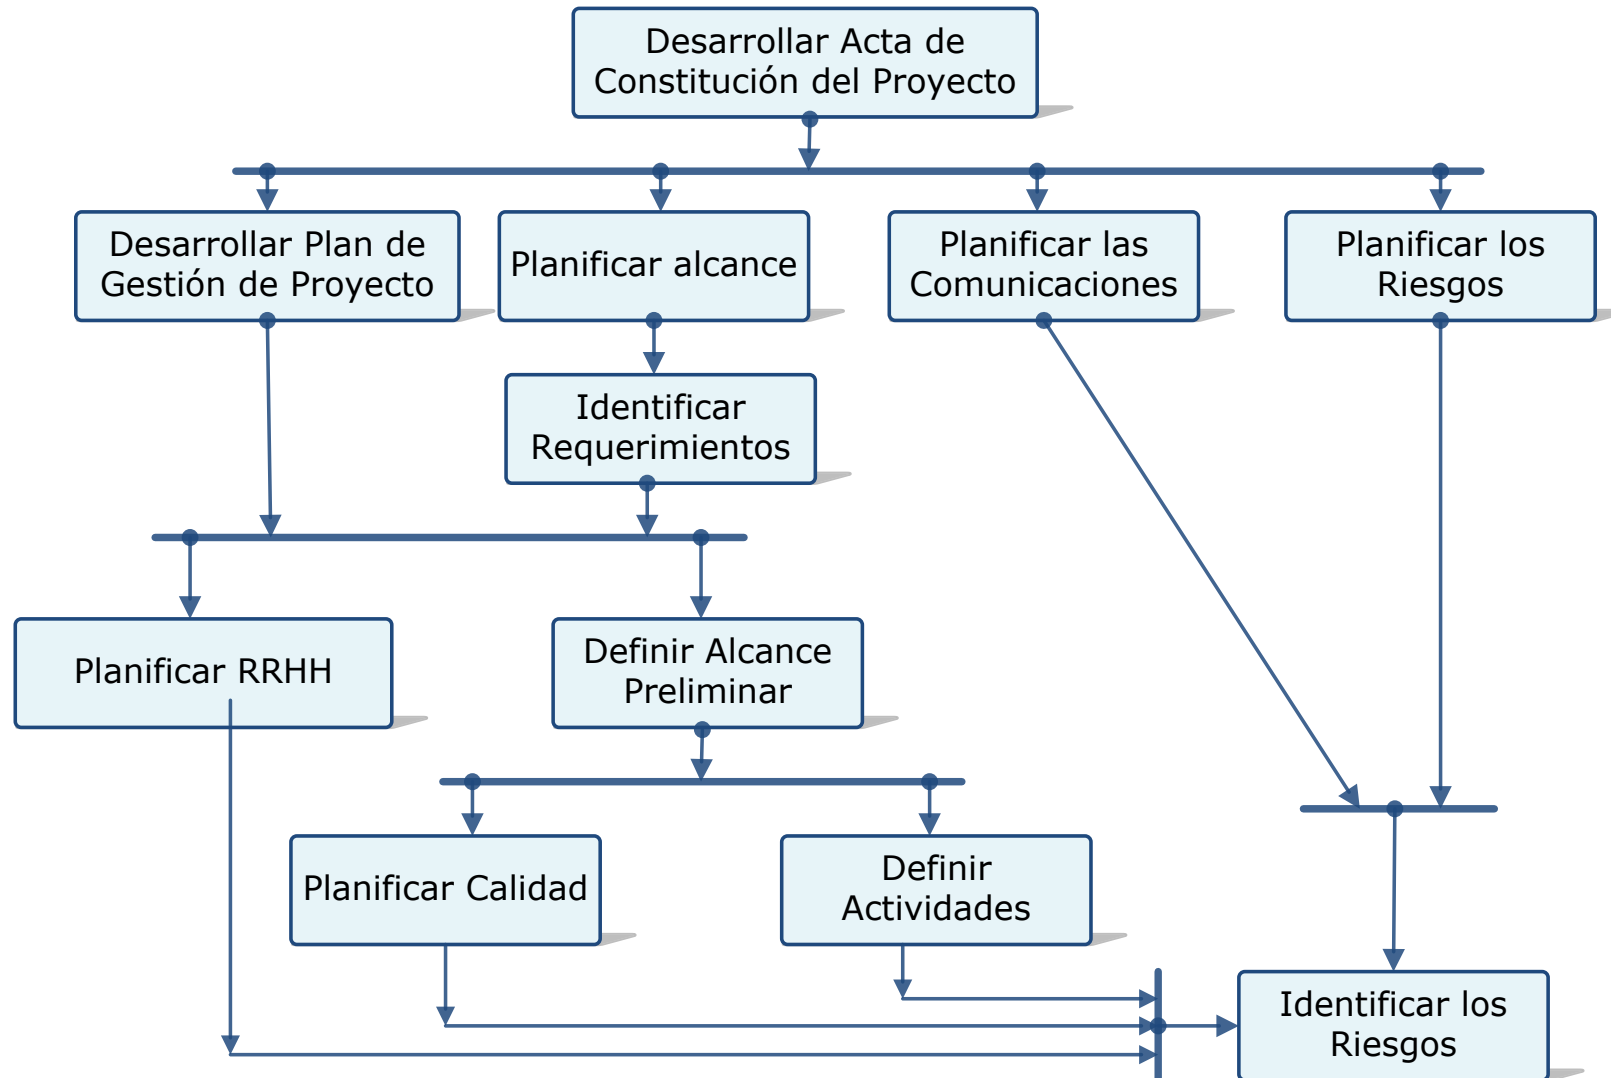 Desarrollar Acta de
Constitución del Proyecto
Desarrollar Plan de
Gestión de Proyecto
Planificar alcance
Planificar las
Comunicaciones
Planificar los
Riesgos
Identificar
Requerimientos
Planificar RRHH
Definir Alcance
Preliminar
Planificar Calidad
Definir
Actividades
Identificar los
Riesgos